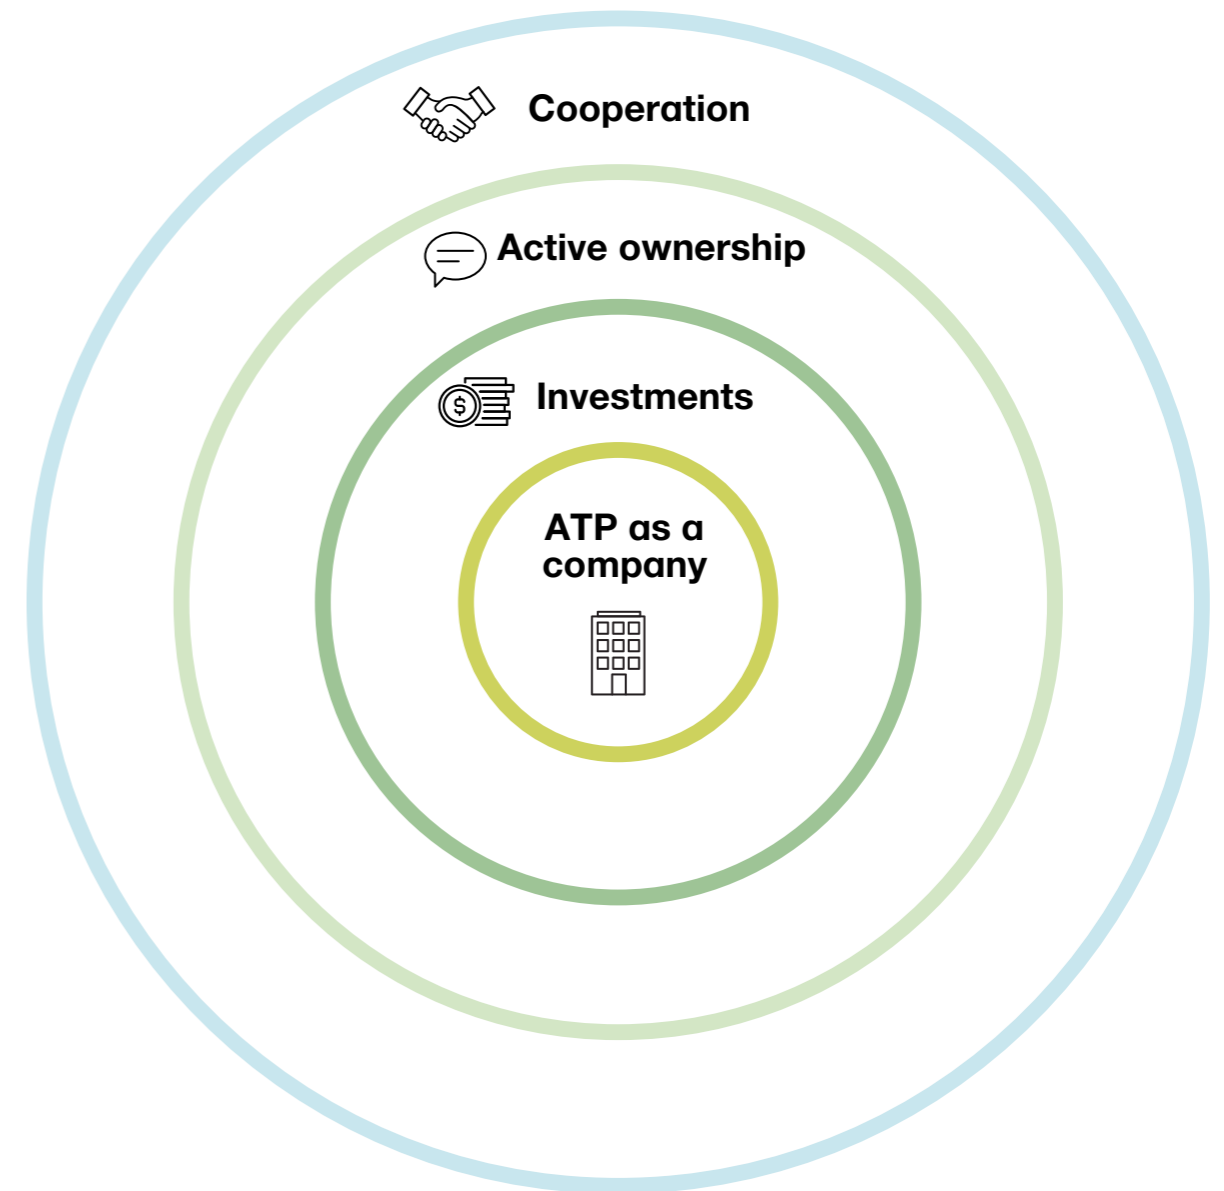 Cooperation
Active ownership
Investments
$
ATP as a
company